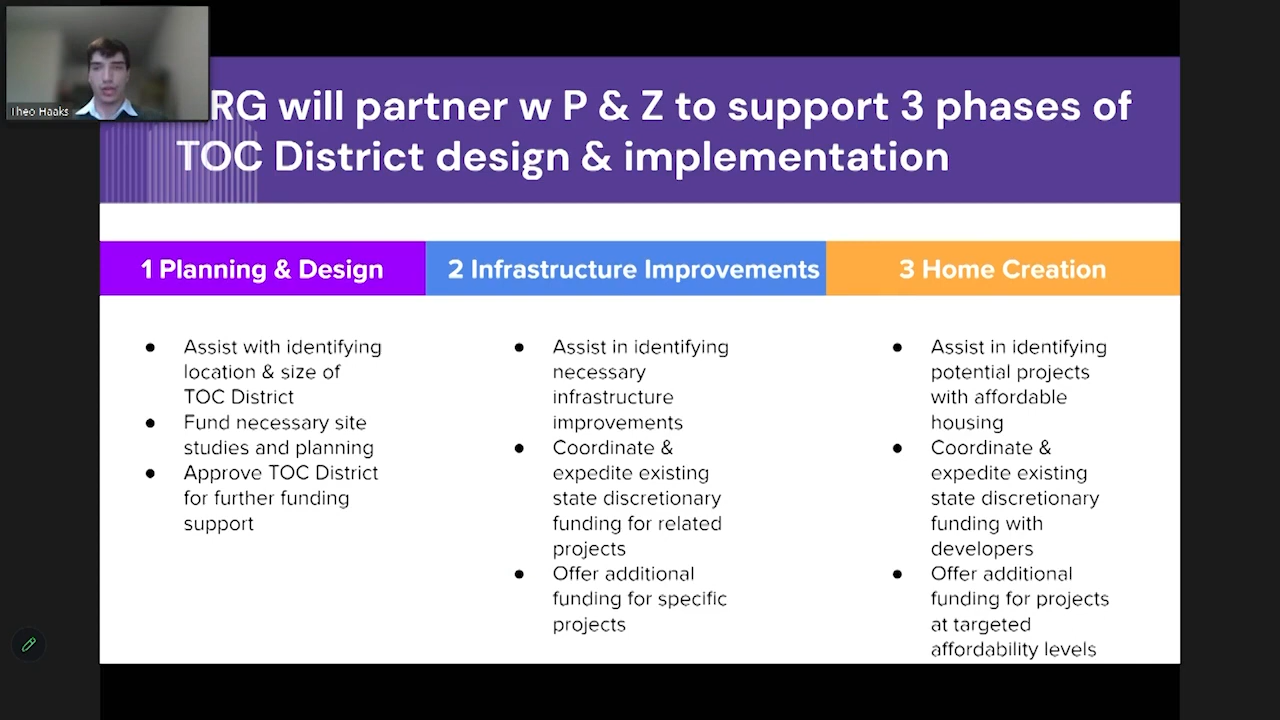 Theo Haaks
RG will partner w P & Z to support 3 phases of
TOC District design & implementation
1 Planning & Design
2 Infrastructure Improvements
3 Home Creation
● Assist with identifying
location & size of
TOC District
● Fund necessary site
studies and planning
● Approve TOC District
for further funding
support
● Assist in identifying
necessary
infrastructure
improvements
● Coordinate &
expedite existing
state discretionary
funding for related
projects
● Offer additional
funding for specific
projects
● Assist in identifying
potential projects
with affordable
housing
● Coordinate &
expedite existing
state discretionary
funding with
developers
● Offer additional
funding for projects
at targeted
affordability levels